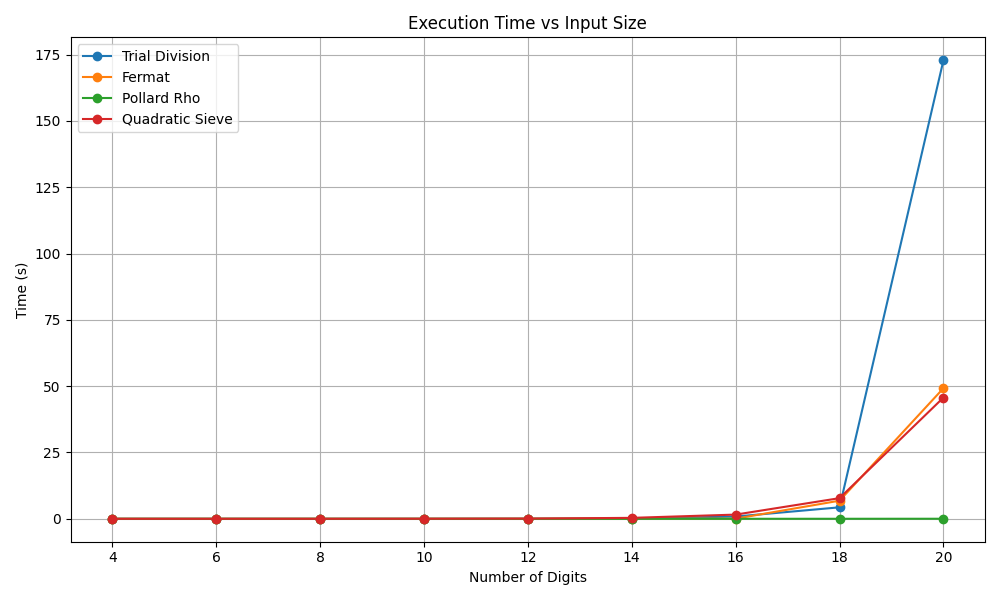 Execution Time vs Input Size
Trial Division
Fermat
Pollard Rho
Quadratic Sieve
Time (s)
175
150
125
100
75
50
25
0
4 6 8 10 12 14 16 18 20
Number of Digits